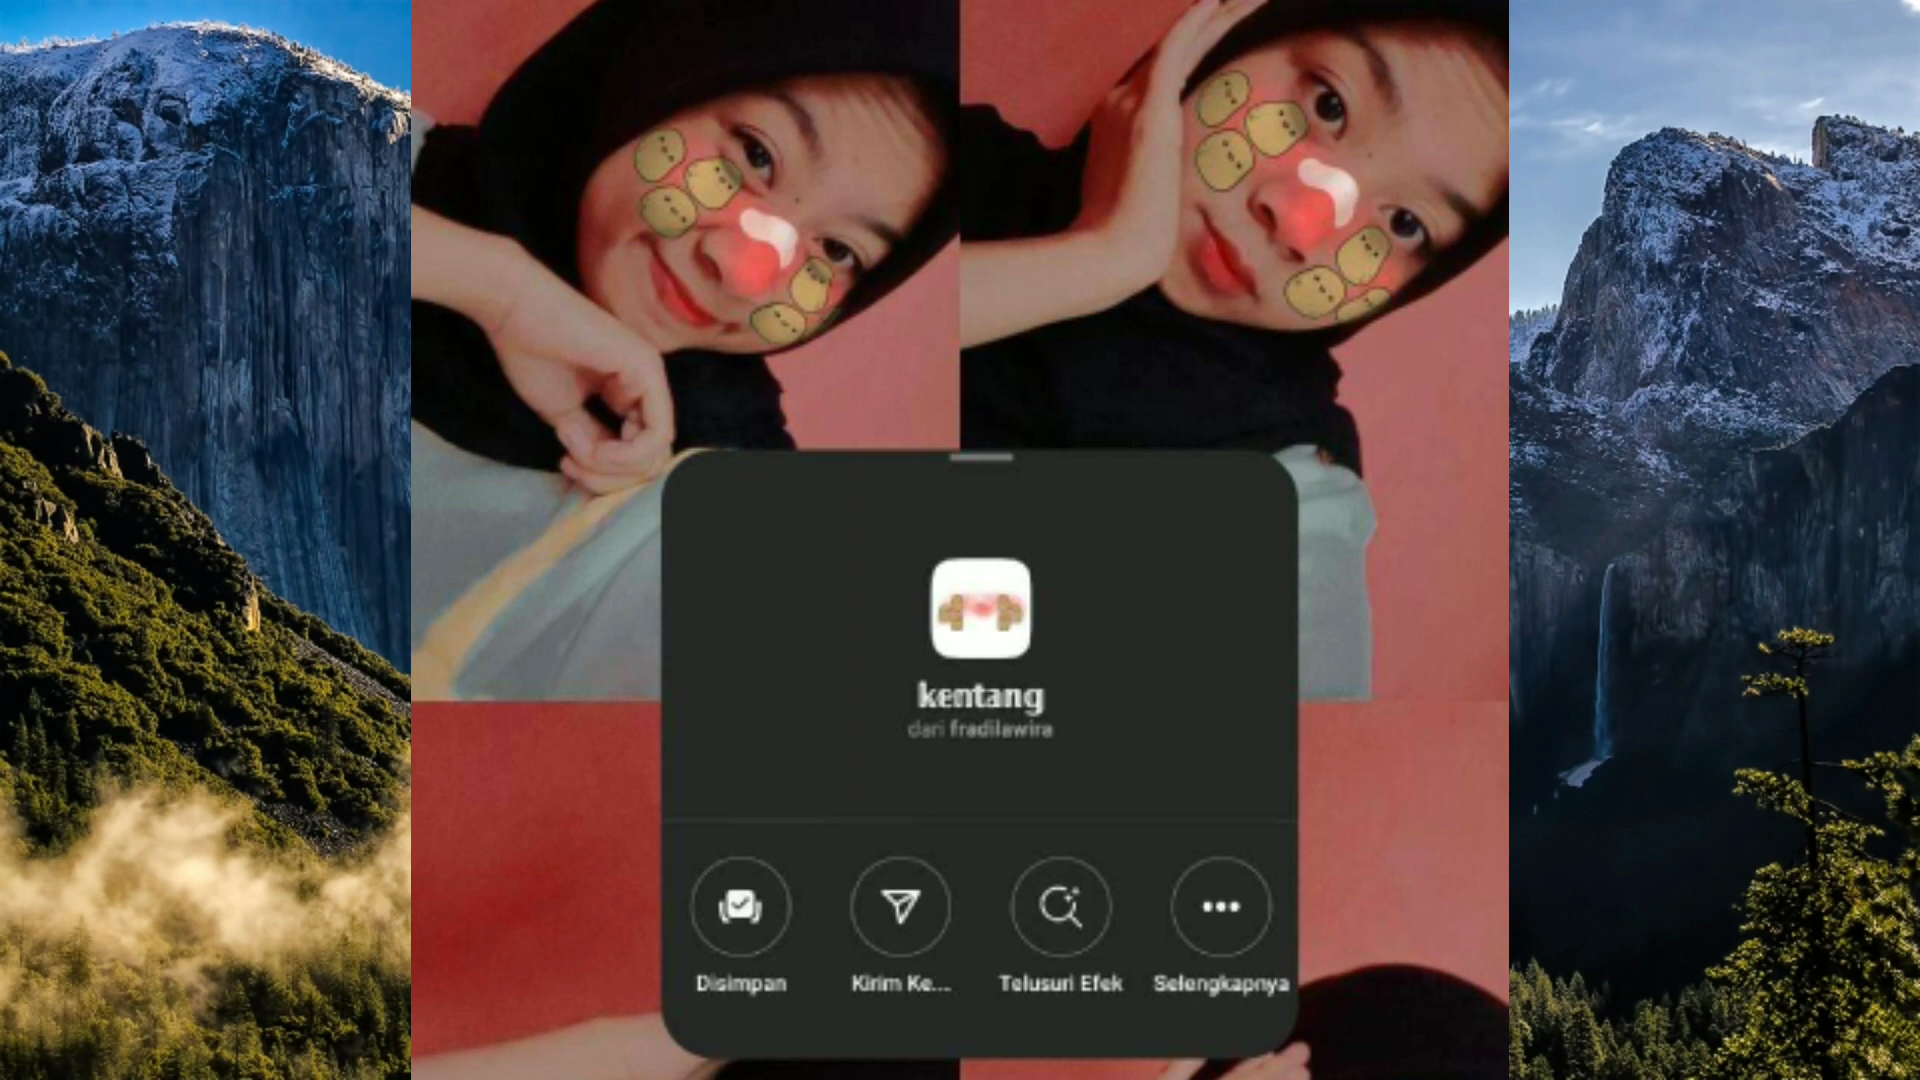 kentang
dari fradilawira
Disimpan
Kirim Ke...
Telusuri Efek
Selengkapnya